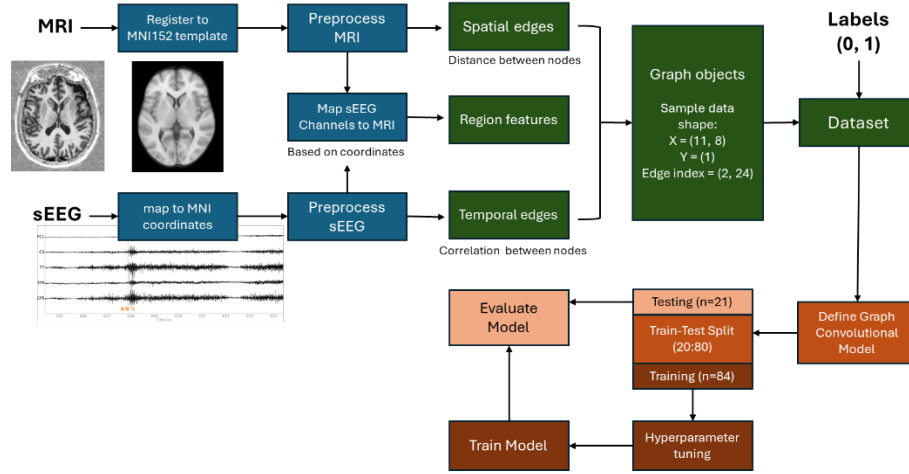 MRI
Register to
MNI152 template
Preprocess
MRI
Spatial edges
Distance between nodes
Labels
(0, 1)
Graph objects
Sample data
shape:
X = (11, 8)
Y = (1)
Edge index = (2, 24)
Dataset
Map sEEG
Channels to MRI
Based on coordinates
Region features
sEEG
map to MNI
coordinates
Preprocess
sEEG
Temporal edges
Correlation between nodes
Evaluate
Model
Testing (n=21)
Train-Test Split
(20:80)
Training (n=84)
Define Graph
Convolutional
Model
Train Model
Hyperparameter
tuning